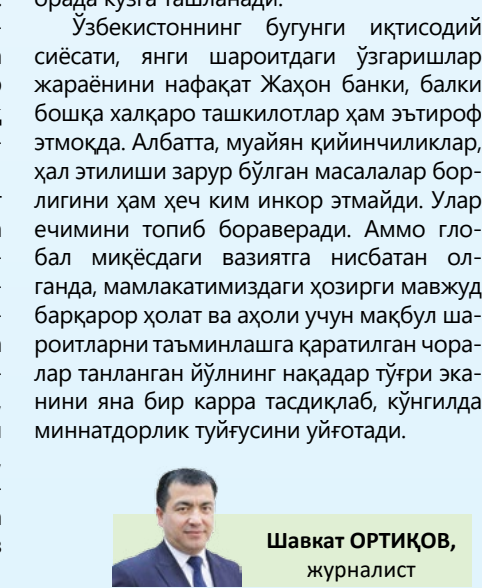 орада кўзга ташланади.
Ўзбекистоннинг бугунги иқтисодий
сиёсати, янги шароитдаги ўзгаришлар
жараёнини нафақат Жаҳон банки, балки
бошқа халқаро ташкилотлар ҳам эътироф
этмоқда. Албатта, муайян қийинчиликлар,
ҳал этилиши зарур бўлган масалалар бор-
лигини ҳам ҳеч ким инкор этмайди. Улар
ечимини топиб бораверади. Аммо гло-
бал миқёсдаги вазиятга нисбатан ол-
ганда, мамлакатимиздаги ҳозирги мавжуд
барқарор ҳолат ва аҳоли учун мақбул ша-
роитларни таъминлашга қаратилган чора-
лар танланган йўлнинг нақадар тўғри эка-
нини яна бир карра тасдиқлаб, кўнгилда
миннатдорлик туйғусини уйғотади.
Шавкат ОРТИҚОВ,
журналист